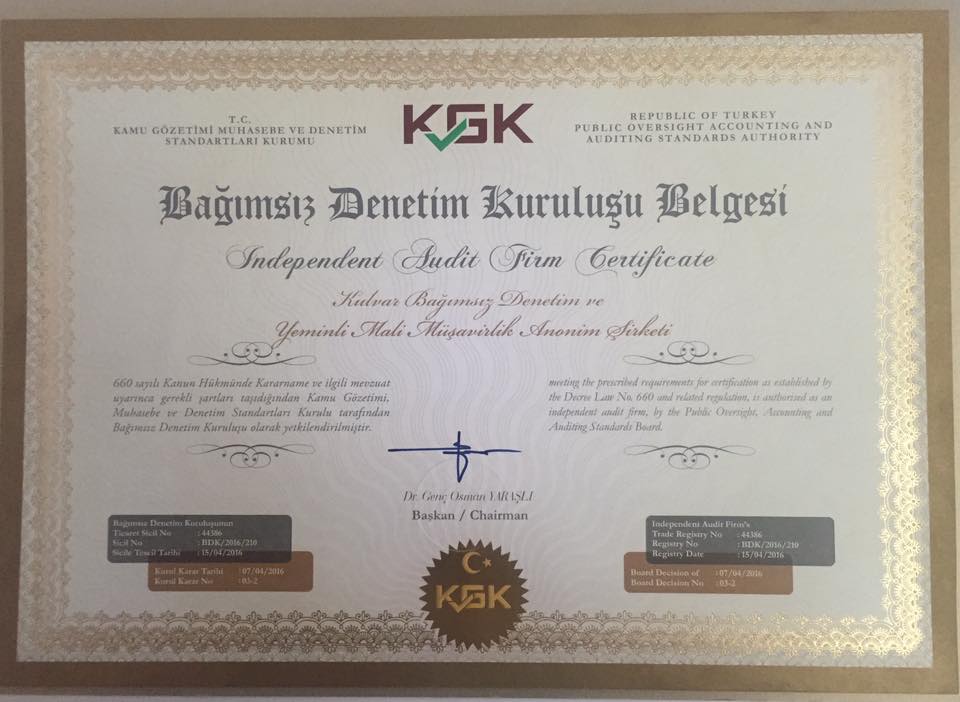 T.C.
KAMU GÖZETİMİ MUHASEBE VE DENETİM
STANDARTLARI KURUMU
KGK
REPUBLIC OF TURKEY
PUBLIC OVERSIGHT ACCOUNTING AND
AUDITING STANDARDS AUTHORITY
Bağımsız Denetim Kuruluşu Belgesi
Independent Audit Firm Certificate
Kulvar Bağımsız Denetim ve
Yeminli Mali Müşavirlik Anonim Şirketi
660 sayılı Kanun Hükmünde Kararname ve ilgili mevzuat
uyarınca gerekli şartları taşıdığından Kamu Gözetimi,
Muhasebe ve Denetim Standartları Kurulu tarafından
Bağımsız Denetim Kuruluşu olarak yetkilendirilmiştir.
meeting the prescribed requirements for certification as established by
the Decree Law No. 660 and related regulation, is authorised as an
independent audit firm, by the Public Oversight, Accounting and
Auditing Standards Board.
Dr. Genç Osman YARAŞLI
Başkan / Chairman
Bağımsız Denetim Kuruluşunun
Ticaret Sicil No : 44386
Sicil No : BDK/2016/210
Sicile Tescil Tarihi : 15/04/2016
Kurul Karar Tarihi : 07/04/2016
Kurul Karar No : 03-2
Independent Audit Firm's
Trade Registry No : 44386
Registry No : BDK/2016/210
Registry Date : 15/04/2016
Board Decision of : 07/04/2016
Board Decision No : 03-2
KGK